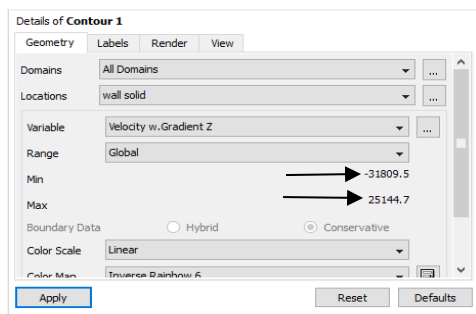 Details of Contour 1
Geometry Labels Render View
Domains All Domains ...
Locations wall solid ...
Variable Velocity w.Gradient Z ...
Range Global
Min -31809.5
Max 25144.7
Boundary Data Hybrid Conservative
Color Scale Linear
Color Map Inverse Rainbow 6
Apply Reset Defaults